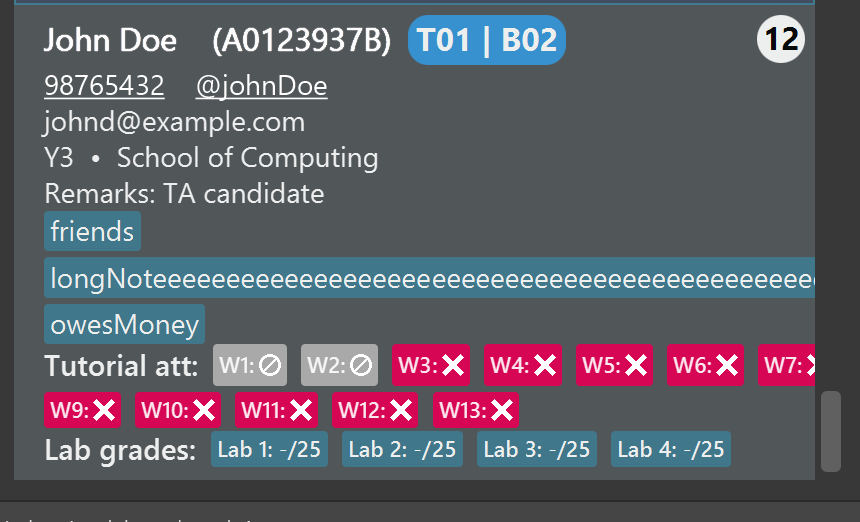 John Doe (A0123937B) T01 | B02 12
98765432 @johnDoe
johnd@example.com
Y3 • School of Computing
Remarks: TA candidate
friends
longNoteeeeeeeeeeeeeeeeeeeeeeeeeeeeeeeeeeeeeeeeeeeee
owesMoney
Tutorial att: W1: W2: W3: W4: W5: W6: W7:
W9: W10: W11: W12: W13:
Lab grades: Lab 1: -/25 Lab 2: -/25 Lab 3: -/25 Lab 4: -/25